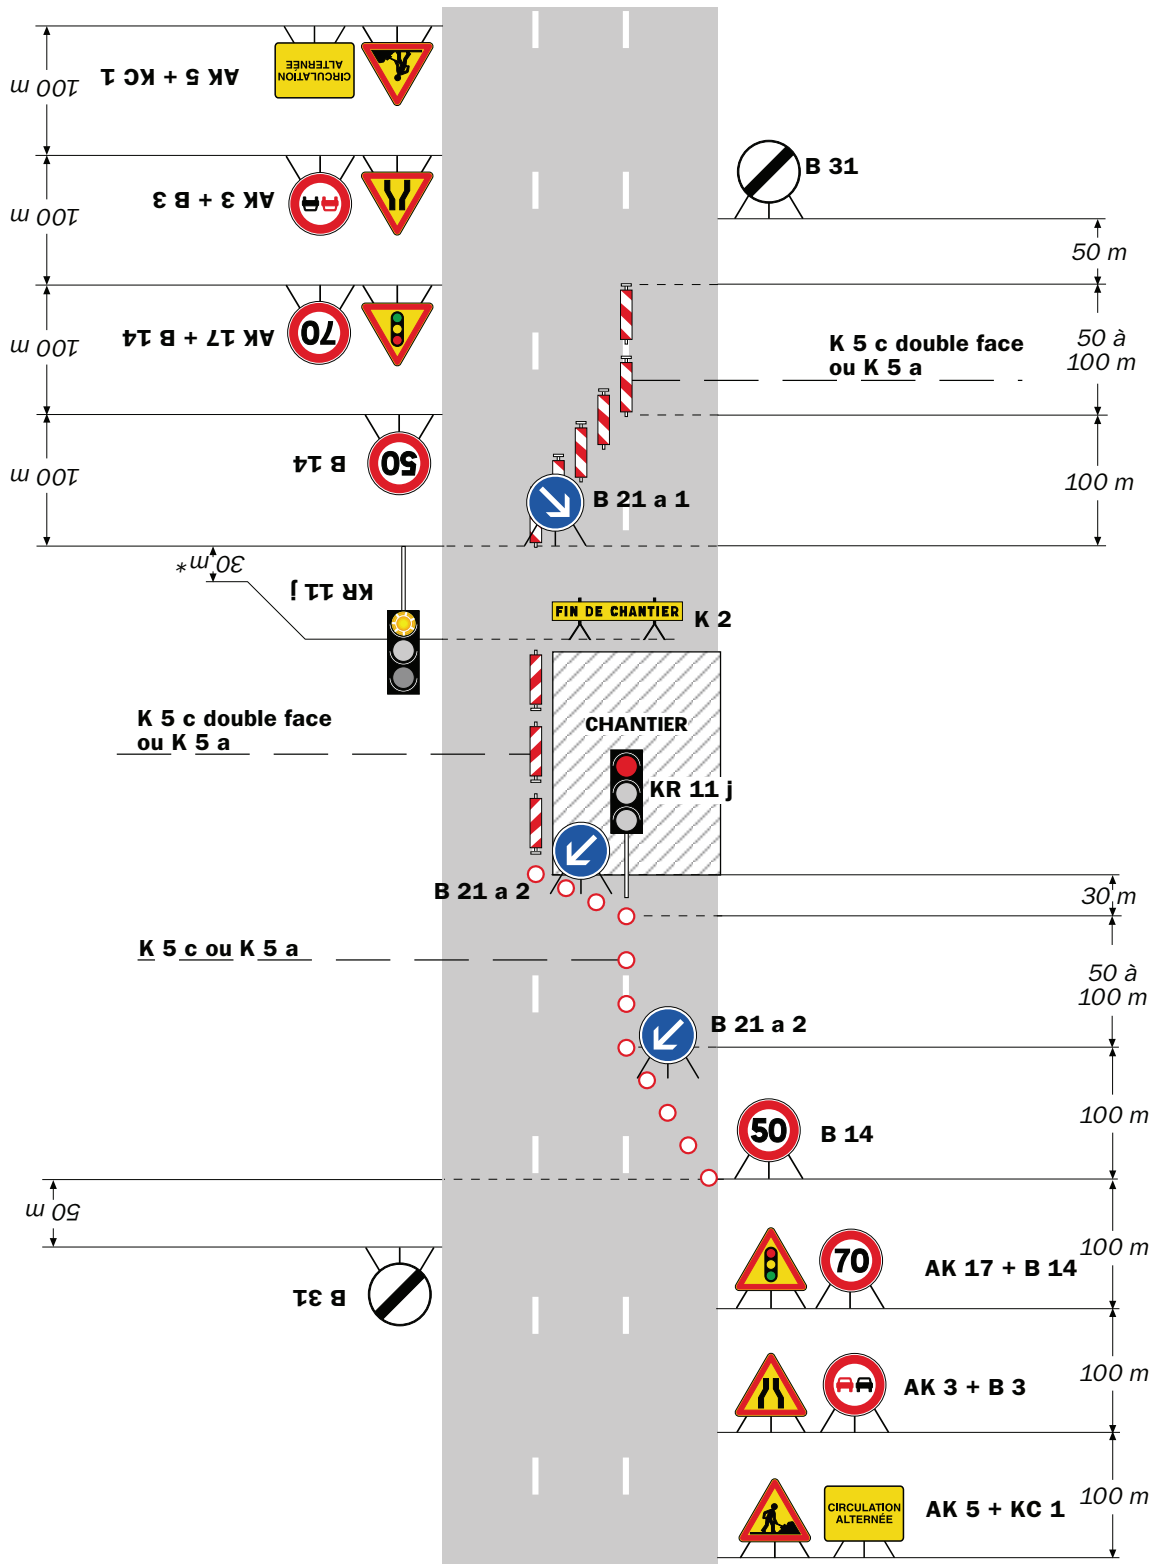 100 m
AK 5 + KC 1
CIRCULATION
ALTERNÉE
100 m
AK 3 + B 3
B 31
50 m
100 m
AK 17 + B 14
70
K 5 c double face
ou K 5 a
50 à
100 m
100 m
B 14
50
B 21 a 1
100 m
30 m*
KR 11 j
FIN DE CHANTIER
K 2
K 5 c double face
ou K 5 a
CHANTIER
KR 11 j
B 21 a 2
30 m
K 5 c ou K 5 a
50 à
100 m
B 21 a 2
50
B 14
100 m
50 m
B 31
70
AK 17 + B 14
100 m
AK 3 + B 3
100 m
CIRCULATION
ALTERNÉE
AK 5 + KC 1
100 m